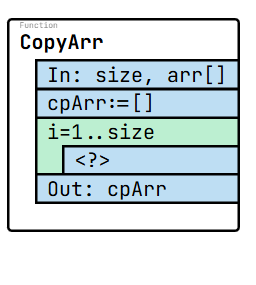 Function
CopyArr
In: size, arr[]
cpArr:=[]
i=1..size
<?>
Out: cpArr